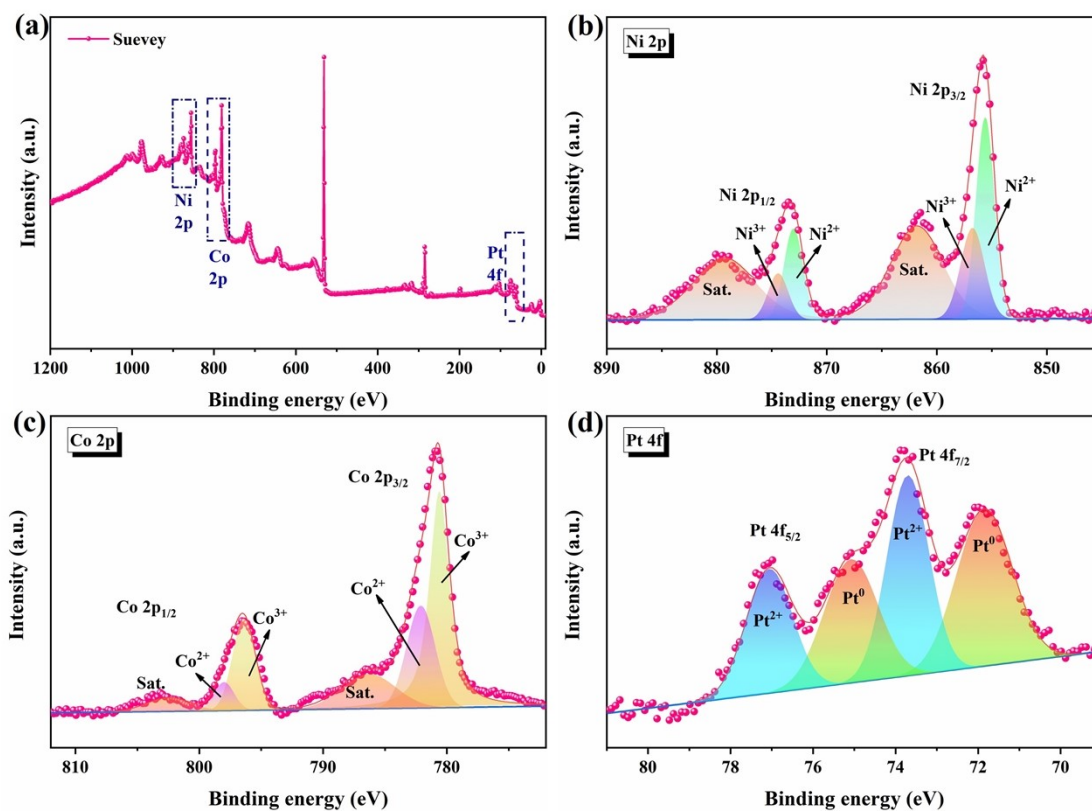 (a)
Suevey
Ni
2p
Co
2p
Pt
4f
Intensity (a.u.)
1200 1000 800 600 400 200 0
Binding energy (eV)
(b)
Ni 2p
Ni 2p3/2
Ni 2p1/2
Ni3+
Ni2+
Ni3+
Ni2+
Sat.
Sat.
Intensity (a.u.)
890 880 870 860 850
Binding energy (eV)
(c)
Co 2p
Co 2p3/2
Co3+
Co2+
Co 2p1/2
Co3+
Co2+
Sat.
Sat.
Intensity (a.u.)
810 800 790 780
Binding energy (eV)
(d)
Pt 4f
Pt 4f7/2
Pt 4f5/2
Pt2+
Pt0
Pt0
Pt2+
Intensity (a.u.)
80 78 76 74 72 70
Binding energy (eV)